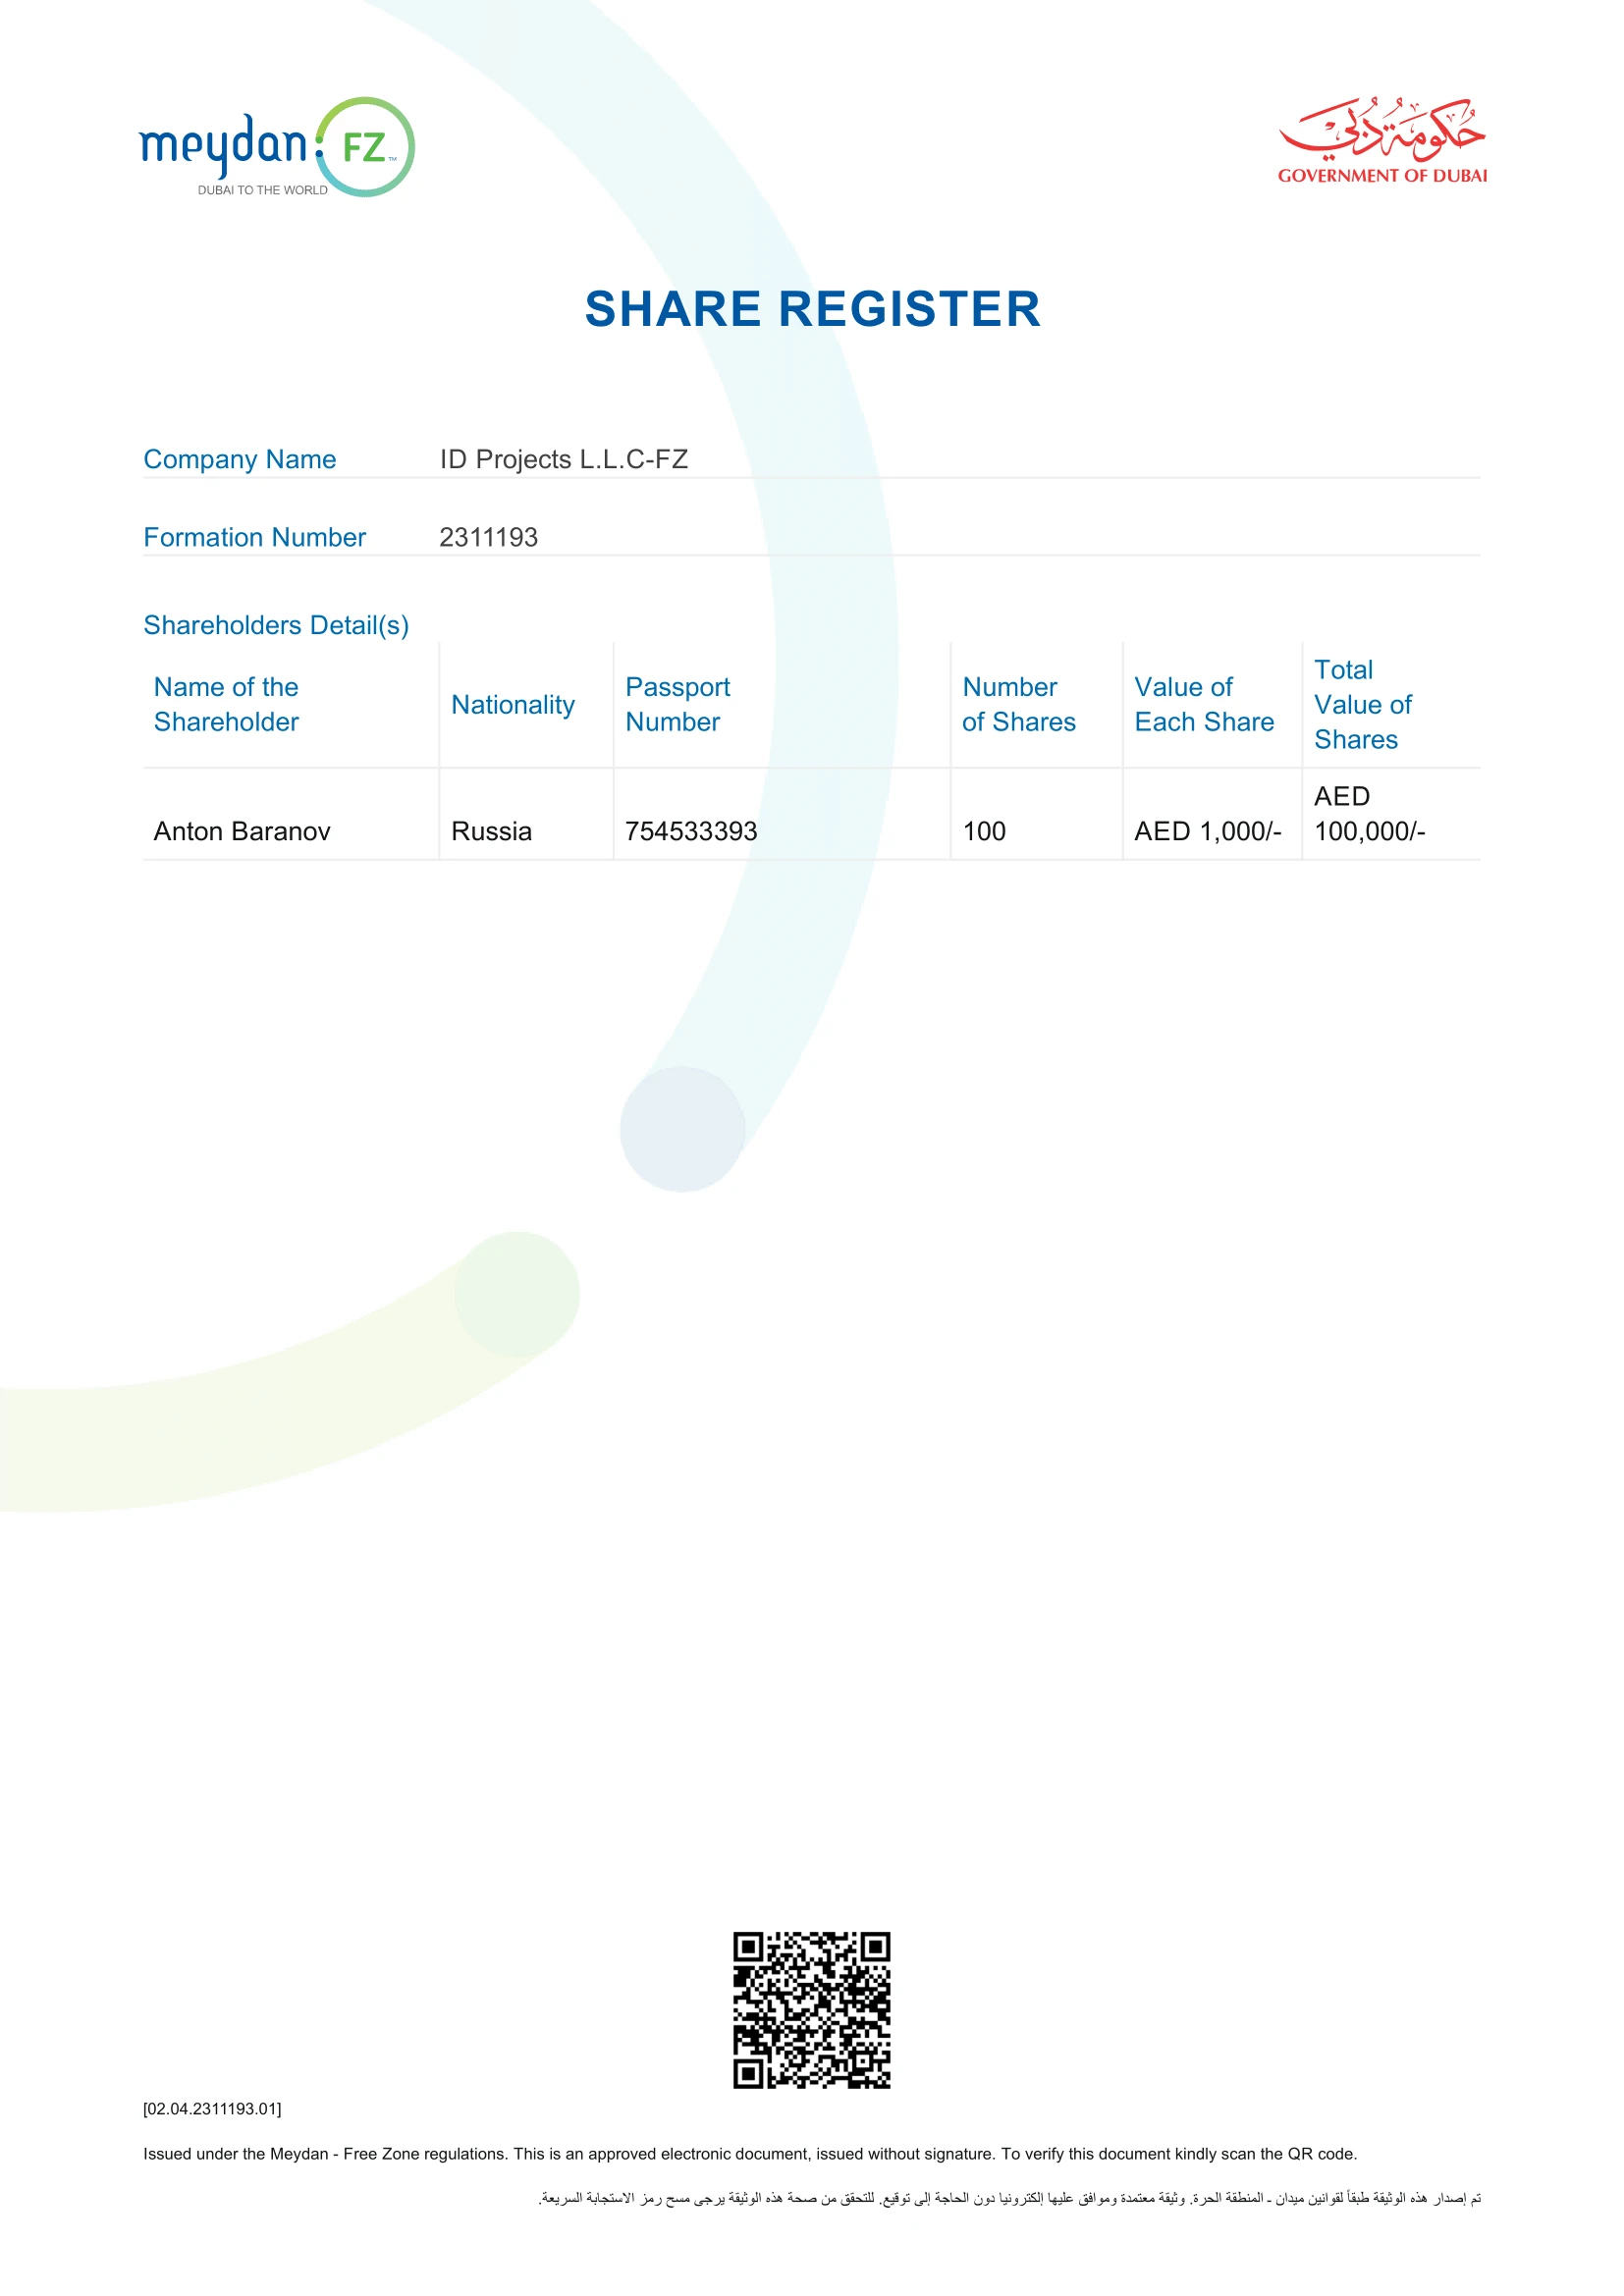 meydan FZ™
DUBAI TO THE WORLD
حكومة دبي
GOVERNMENT OF DUBAI
SHARE REGISTER
Company Name ID Projects L.L.C-FZ
Formation Number 2311193
Shareholders Detail(s)
Name of the Shareholder Nationality Passport Number Number of Shares Value of Each Share Total Value of Shares
Anton Baranov Russia 754533393 100 AED 1,000/- AED 100,000/-
[02.04.2311193.01]
Issued under the Meydan - Free Zone regulations. This is an approved electronic document, issued without signature. To verify this document kindly scan the QR code.
تم إصدار هذه الوثيقة طبقاً لقوانين ميدان - المنطقة الحرة. وثيقة معتمدة وموافق عليها إلكترونيا دون الحاجة إلى توقيع. للتحقق من صحة هذه الوثيقة يرجى مسح رمز الاستجابة السريعة.